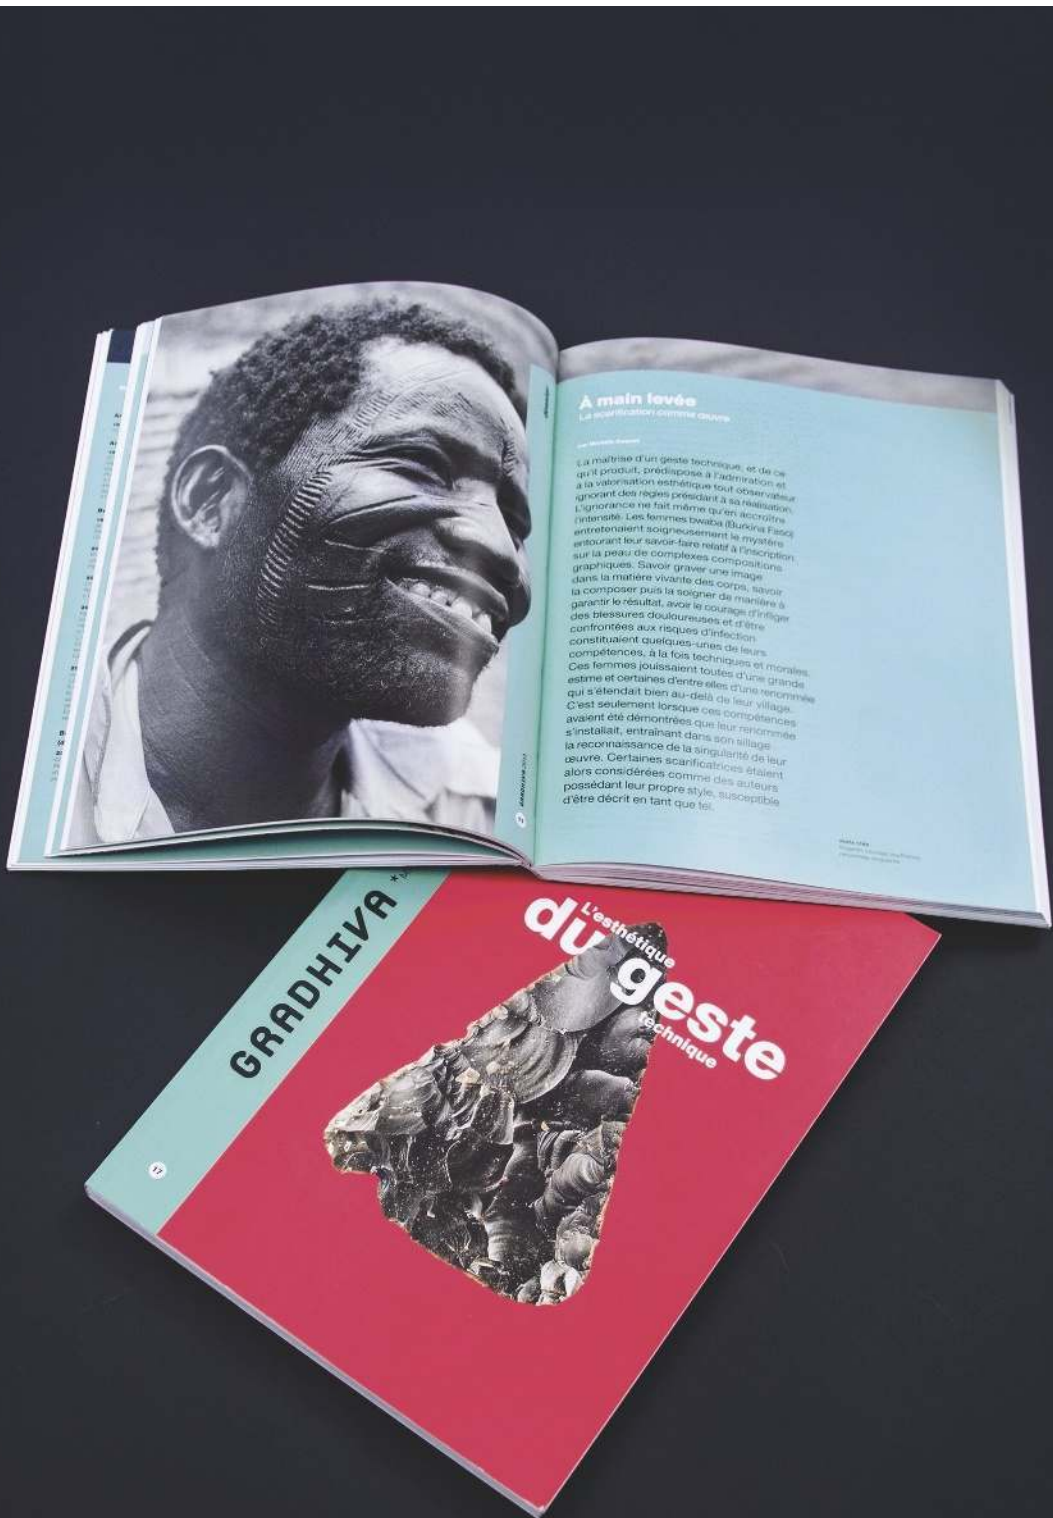 À main levée
La scarification comme œuvre
La maîtrise d'un geste technique, et de ce
qu'il produit, prédispose à l'admiration et
à la valorisation esthétique tout observateur
ignorant des règles présidant à sa réalisation.
L'ignorance ne fait même qu'en accroître
l'intensité. Les femmes bwaba (Burkina Faso)
entretenaient soigneusement le mystère
entourant leur savoir-faire relatif à l'inscription
sur la peau de complexes compositions
graphiques. Savoir graver une image
dans la matière vivante des corps, savoir
la composer puis la soigner de manière à
garantir le résultat, avoir le courage d'infliger
des blessures douloureuses et d'être
confrontées aux risques d'infection
constituaient quelques-unes de leurs
compétences, à la fois techniques et morales.
Ces femmes jouissaient toutes d'une grande
estime et certaines d'entre elles d'une renommée
qui s'étendait bien au-delà de leur village.
C'est seulement lorsque ces compétences
avaient été démontrées que leur renommée
s'installait, entraînant dans son sillage
la reconnaissance de la singularité de leur
œuvre. Certaines scarificatrices étaient
alors considérées comme des auteurs
possédant leur propre style, susceptible
d'être décrit en tant que tel.
GRADHIVA *
17
L'esthétique
du geste
technique